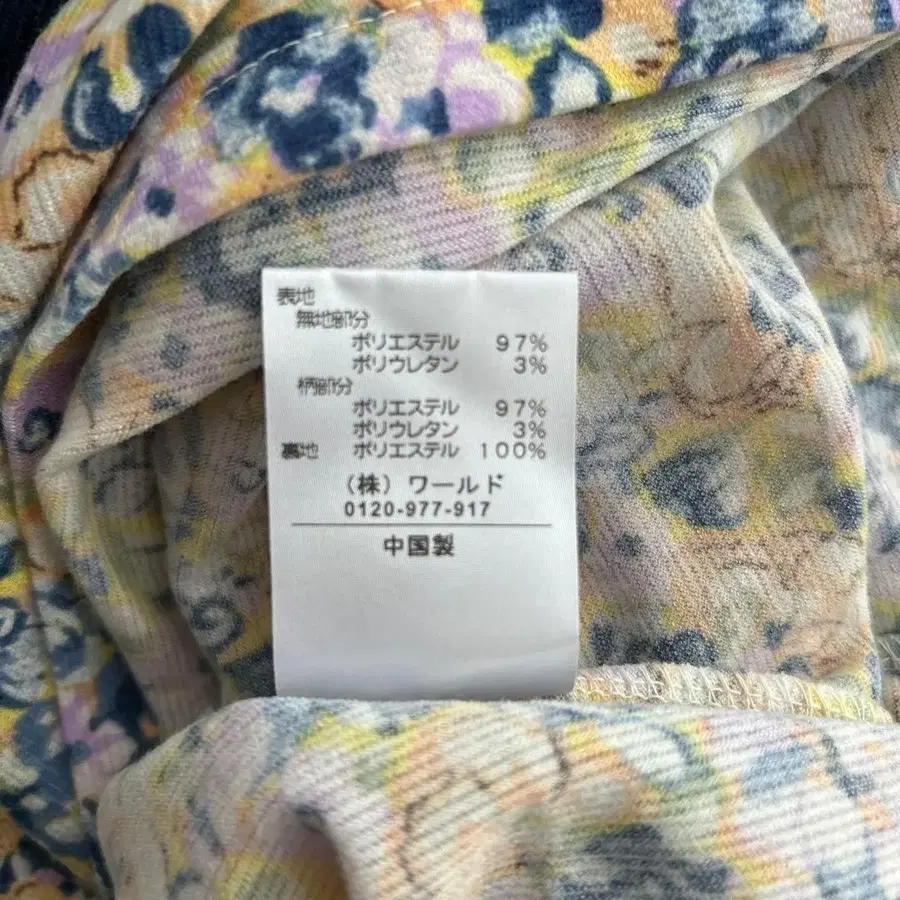 表地
無地部分
ポリエステル 97%
ポリウレタン 3%
柄部分
ポリエステル 97%
ポリウレタン 3%
裏地 ポリエステル 100%
(株)ワールド
0120-977-917
中国製